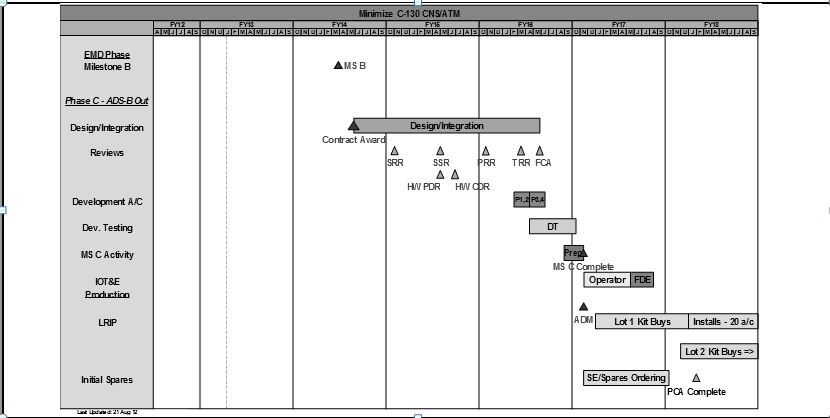 Minimize C-130 CNS/ATM
FY12 FY13 FY14 FY15 FY16 FY17 FY18
A M J J A S O N D J F M A M J J A S O N D J F M A M J J A S O N D J F M A M J J A S O N D J F M A M J J A S O N D J F M A M J J A S O N D J F M A M J J A S
EMD Phase
Milestone B
MS B
Phase C - ADS-B Out
Design/Integration
Design/Integration
Contract Award
Reviews
SRR SSR PRR TRR FCA
HW PDR HW CDR
Development A/C
P1,2 P3,4
Dev. Testing
DT
MS C Activity
Prep
MS C Complete
IOT&E
Operator FDE
Production
ADM
LRIP
Lot 1 Kit Buys Installs - 20 a/c
Lot 2 Kit Buys =>
Initial Spares
SE/Spares Ordering
PCA Complete
Last Updated: 21 Aug 12